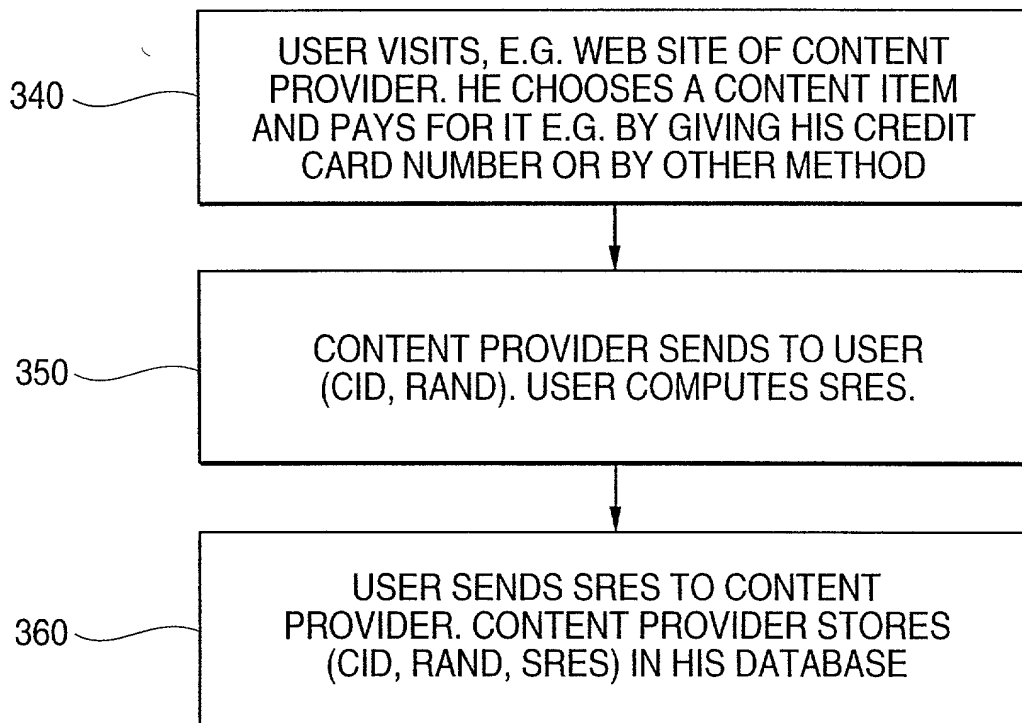 USER VISITS, E.G. WEB SITE OF CONTENT
PROVIDER. HE CHOOSES A CONTENT ITEM
AND PAYS FOR IT E.G. BY GIVING HIS CREDIT
CARD NUMBER OR BY OTHER METHOD
340
CONTENT PROVIDER SENDS TO USER
(CID, RAND). USER COMPUTES SRES.
350
USER SENDS SRES TO CONTENT
PROVIDER. CONTENT PROVIDER STORES
(CID, RAND, SRES) IN HIS DATABASE
360